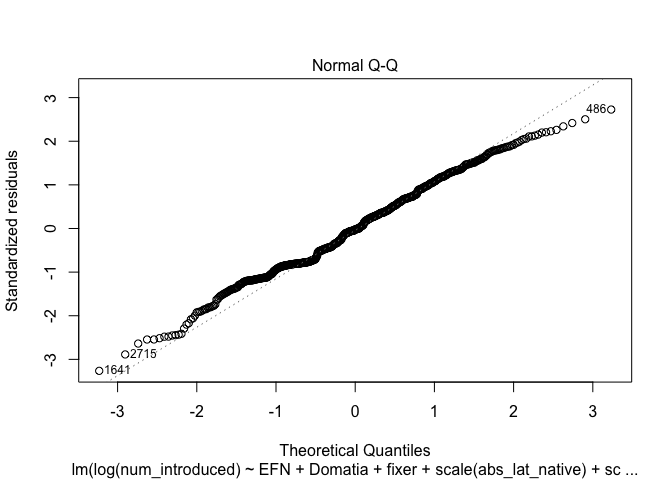 Normal Q-Q
3
2
1
0
-1
-2
-3
486
2715
1641
Standardized residuals
-3 -2 -1 0 1 2 3
Theoretical Quantiles
lm(log(num_introduced) ~ EFN + Domatia + fixer + scale(abs_lat_native) + sc ...